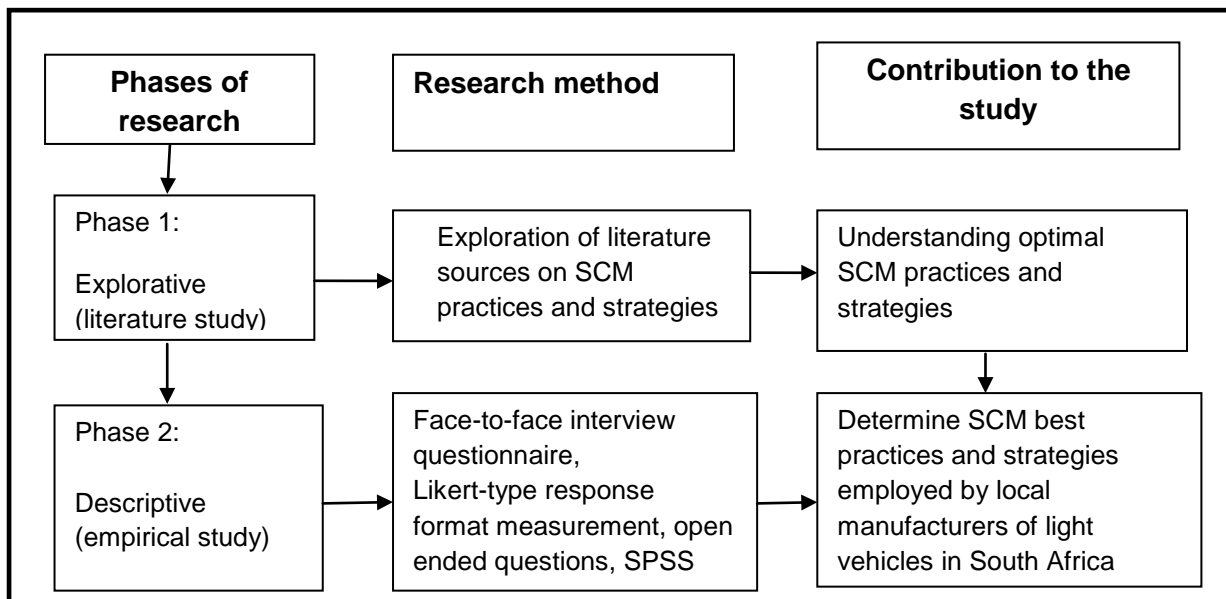 Phases of
research
Research method
Contribution to the
study
Phase 1:
Explorative
(literature study)
Exploration of literature
sources on SCM
practices and strategies
Understanding optimal
SCM practices and
strategies
Phase 2:
Descriptive
(empirical study)
Face-to-face interview
questionnaire,
Likert-type response
format measurement, open
ended questions, SPSS
Determine SCM best
practices and strategies
employed by local
manufacturers of light
vehicles in South Africa